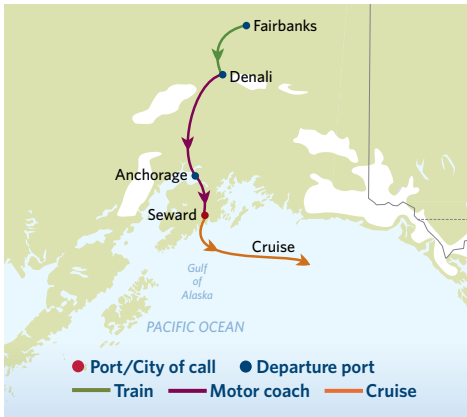 Fairbanks
Denali
Anchorage
Seward
Cruise
Gulf
of
Alaska
PACIFIC OCEAN
Port/City of call
Departure port
Train
Motor coach
Cruise